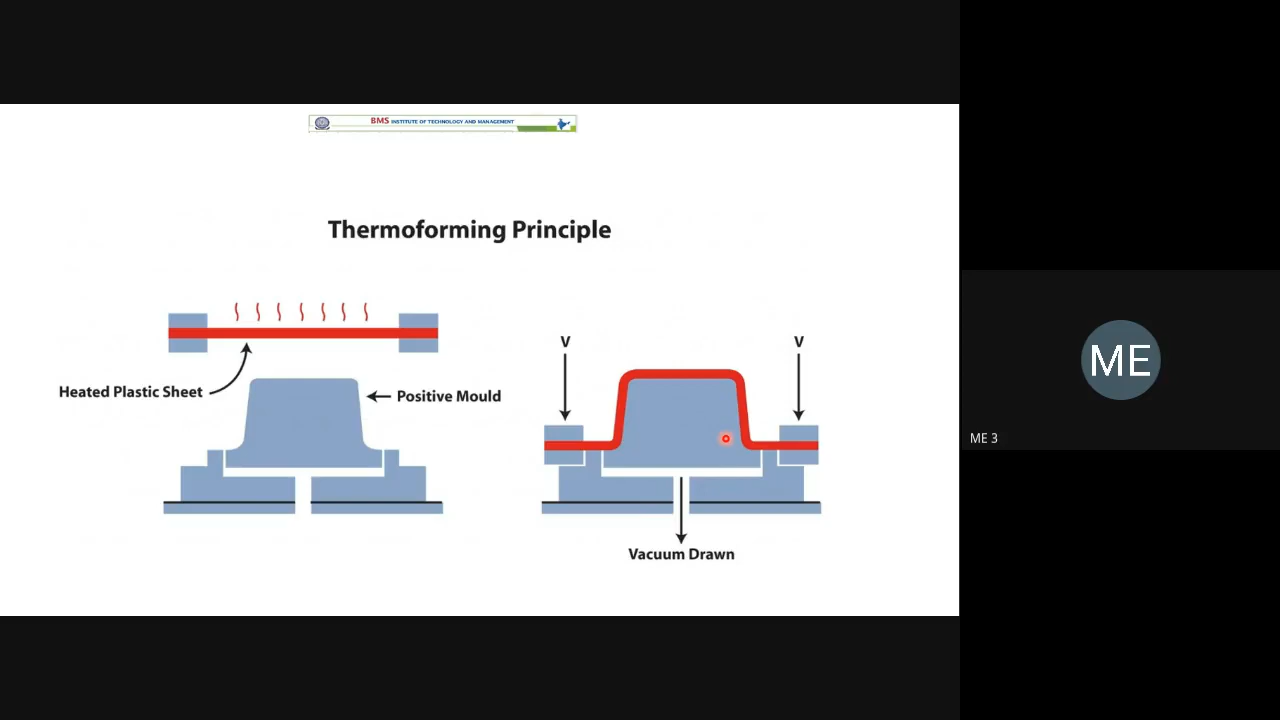 BMS INSTITUTE OF TECHNOLOGY AND MANAGEMENT
Thermoforming Principle
Heated Plastic Sheet
Positive Mould
V
V
Vacuum Drawn
ME
ME 3